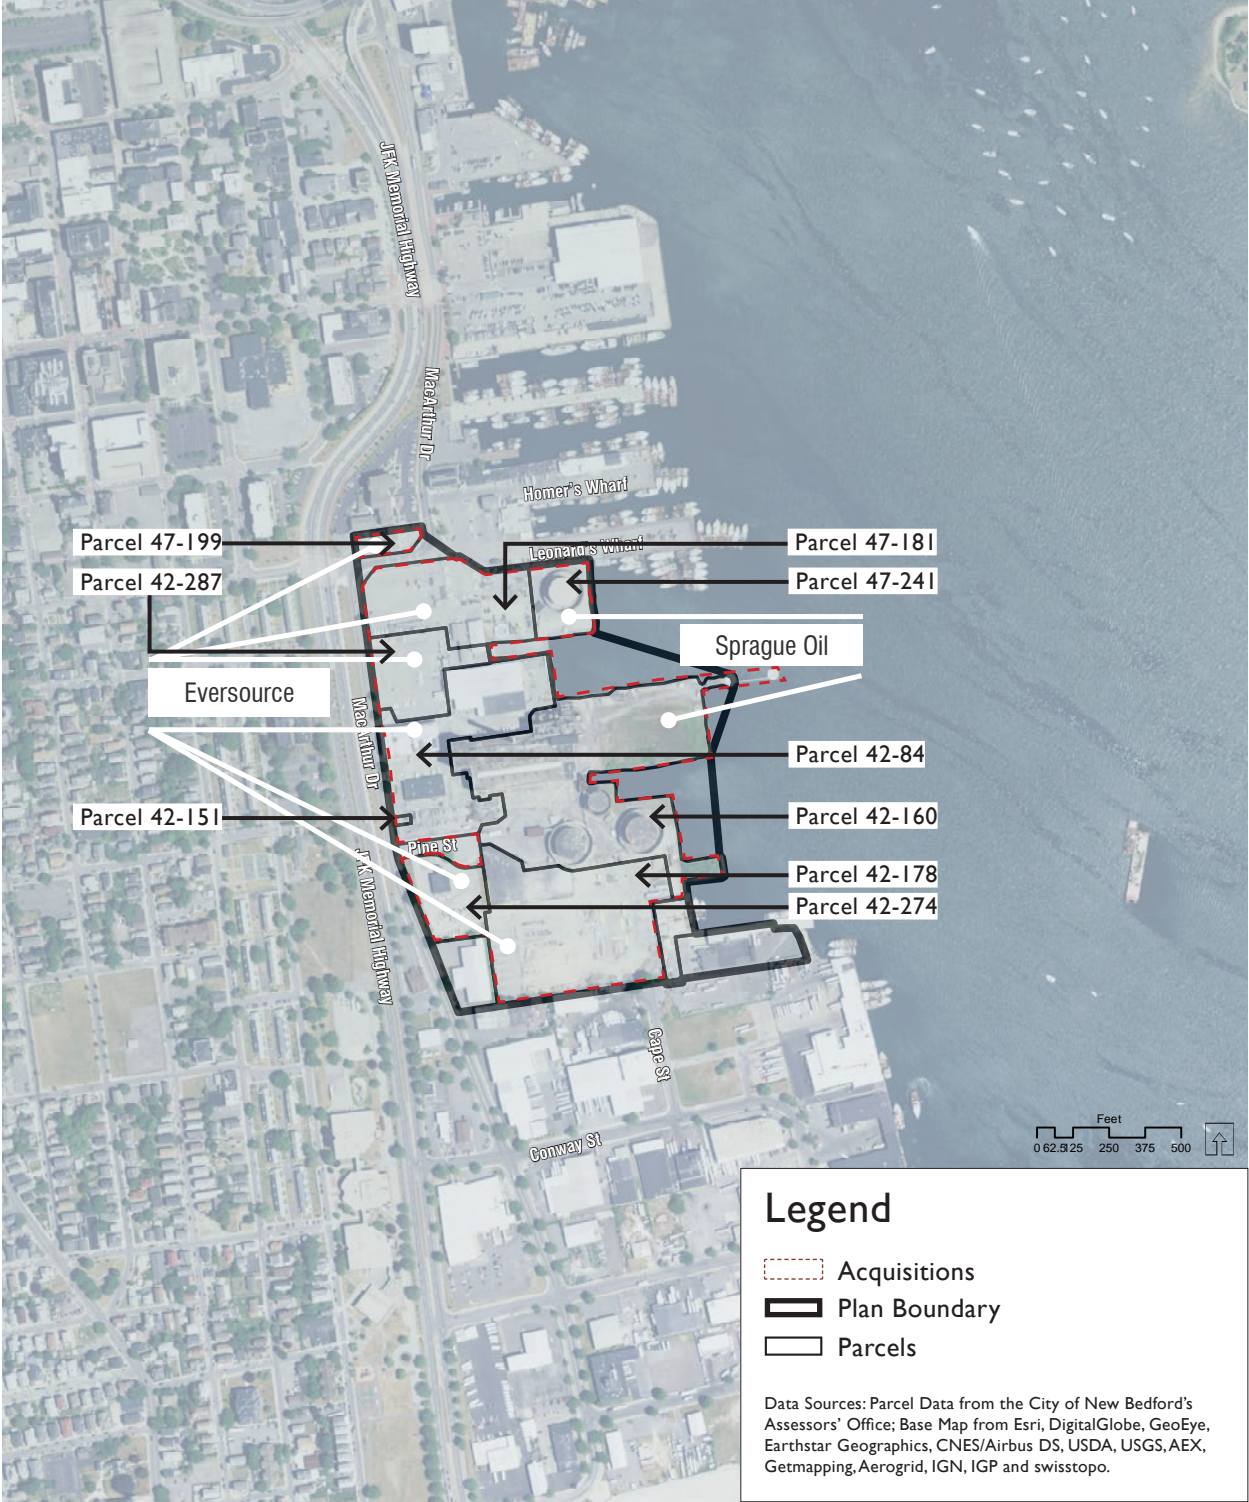 JFK Memorial Highway
MacArthur Dr
Homer's Wharf
Leonard's Wharf
Parcel 47-199
Parcel 42-287
Parcel 47-181
Parcel 47-241
Sprague Oil
Eversource
MacArthur Dr
Parcel 42-84
Parcel 42-151
Parcel 42-160
Pine St
JFK Memorial Highway
Parcel 42-178
Parcel 42-274
Cape St
Conway St
Feet
0 62.5125 250 375 500
Legend
Acquisitions
Plan Boundary
Parcels
Data Sources: Parcel Data from the City of New Bedford's
Assessors' Office; Base Map from Esri, DigitalGlobe, GeoEye,
Earthstar Geographics, CNES/Airbus DS, USDA, USGS, AEX,
Getmapping, Aerogrid, IGN, IGP and swisstopo.